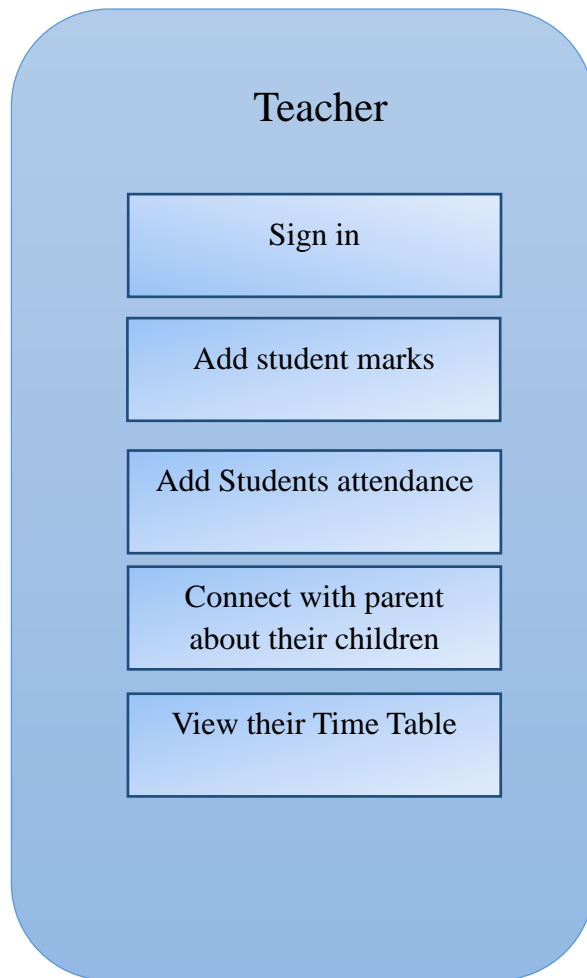 Teacher
Sign in
Add student marks
Add Students attendance
Connect with parent
about their children
View their Time Table